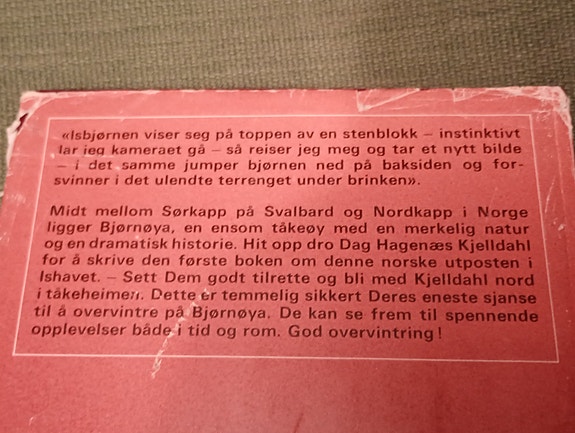 «Isbjørnen viser seg på toppen av en stenblokk – instinktivt
lar jeg kameraet gå – så reiser jeg meg og tar et nytt bilde
– i det samme jumper bjørnen ned på baksiden og for-
svinner i det ulendte terrenget under brinken».
Midt mellom Sørkapp på Svalbard og Nordkapp i Norge
ligger Bjørnøya, en ensom tåkeøy med en merkelig natur
og en dramatisk historie. Hit opp dro Dag Hagenæs Kjelldahl
for å skrive den første boken om denne norske utposten i
Ishavet. – Sett Dem godt tilrette og bli med Kjelldahl nord
i tåkeheimen. Dette er temmelig sikkert Deres eneste sjanse
til å overvintre på Bjørnøya. De kan se frem til spennende
opplevelser både i tid og rom. God overvintring!